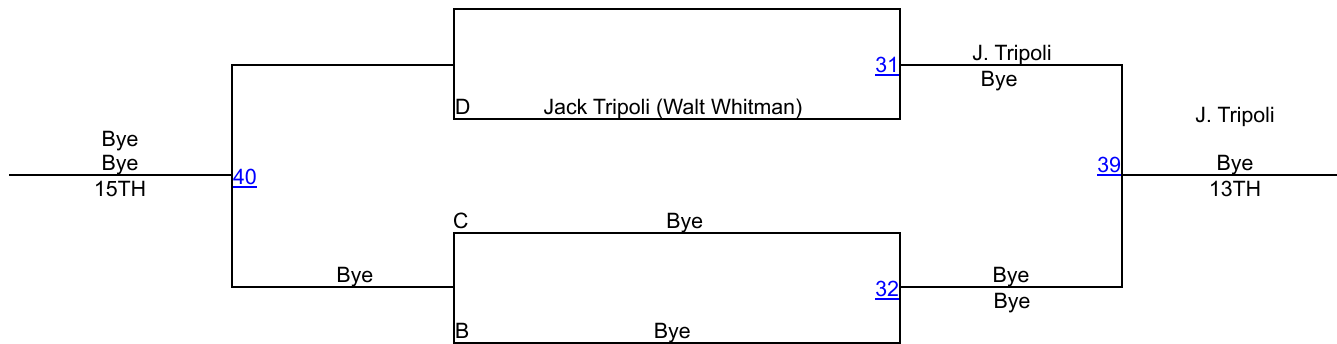 31
J. Tripoli
Bye
D
Jack Tripoli (Walt Whitman)
J. Tripoli
Bye
Bye
15TH
40
39
Bye
13TH
C
Bye
Bye
32
Bye
Bye
B
Bye